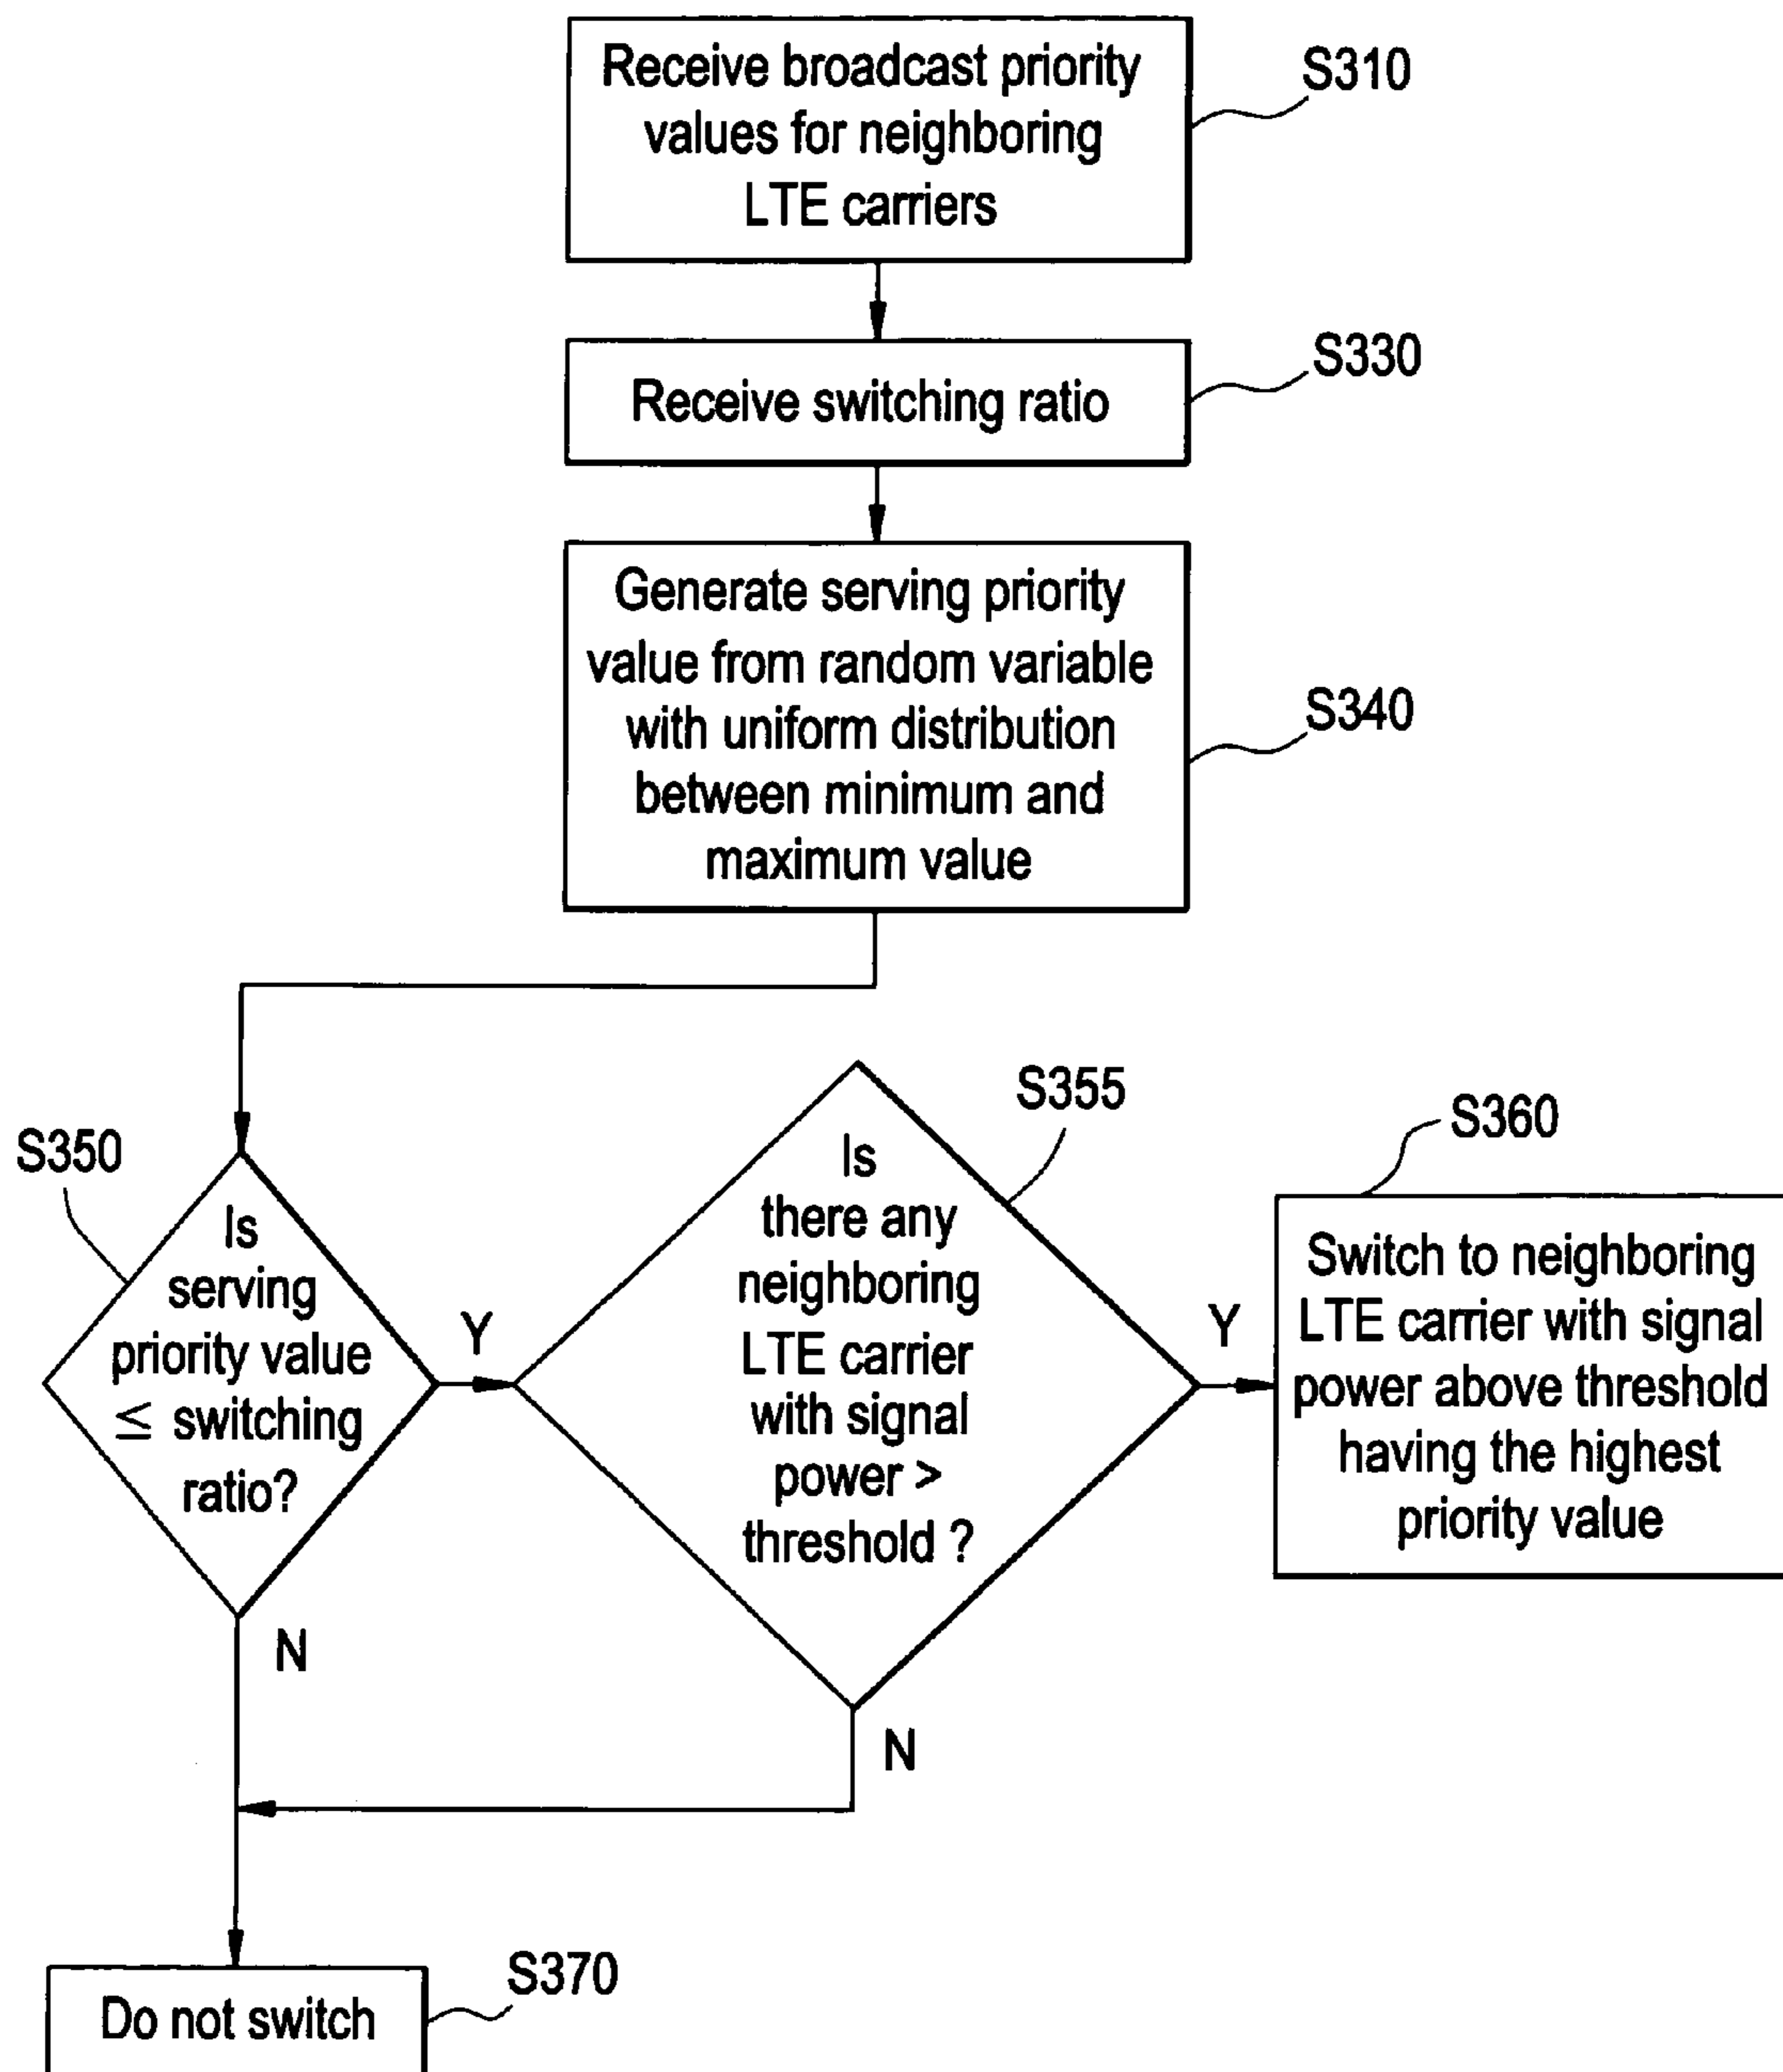 Receive broadcast priority
values for neighboring
LTE carriers
S310
Receive switching ratio
S330
Generate serving priority
value from random variable
with uniform distribution
between minimum and
maximum value
S340
S350
Is
serving
priority value
≤ switching
ratio?
Y
N
S355
Is
there any
neighboring
LTE carrier
with signal
power >
threshold ?
Y
N
S360
Switch to neighboring
LTE carrier with signal
power above threshold
having the highest
priority value
Do not switch
S370